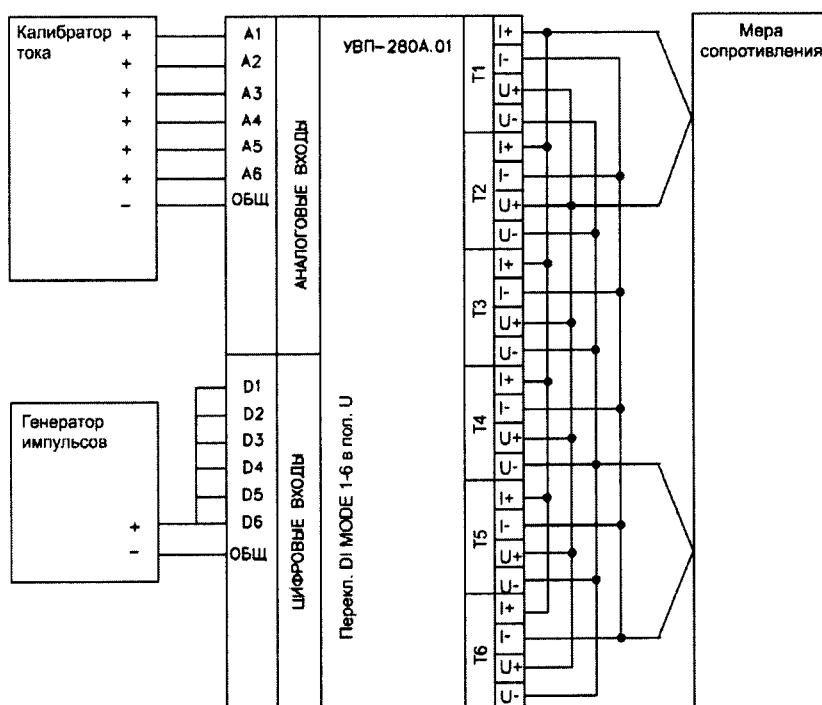 Калибратор
тока
+
+
+
+
+
+
−
A1
A2
A3
A4
A5
A6
ОБЩ
АНАЛОГОВЫЕ ВХОДЫ
Генератор
импульсов
+
−
D1
D2
D3
D4
D5
D6
ОБЩ
ЦИФРОВЫЕ ВХОДЫ
УВП-280А.01
Перекл. DI MODE 1-6 в пол. U
T1
I+
I-
U+
U-
T2
I+
I-
U+
U-
T3
I+
I-
U+
U-
T4
I+
I-
U+
U-
T5
I+
I-
U+
U-
T6
I+
I-
U+
U-
Мера
сопротивления